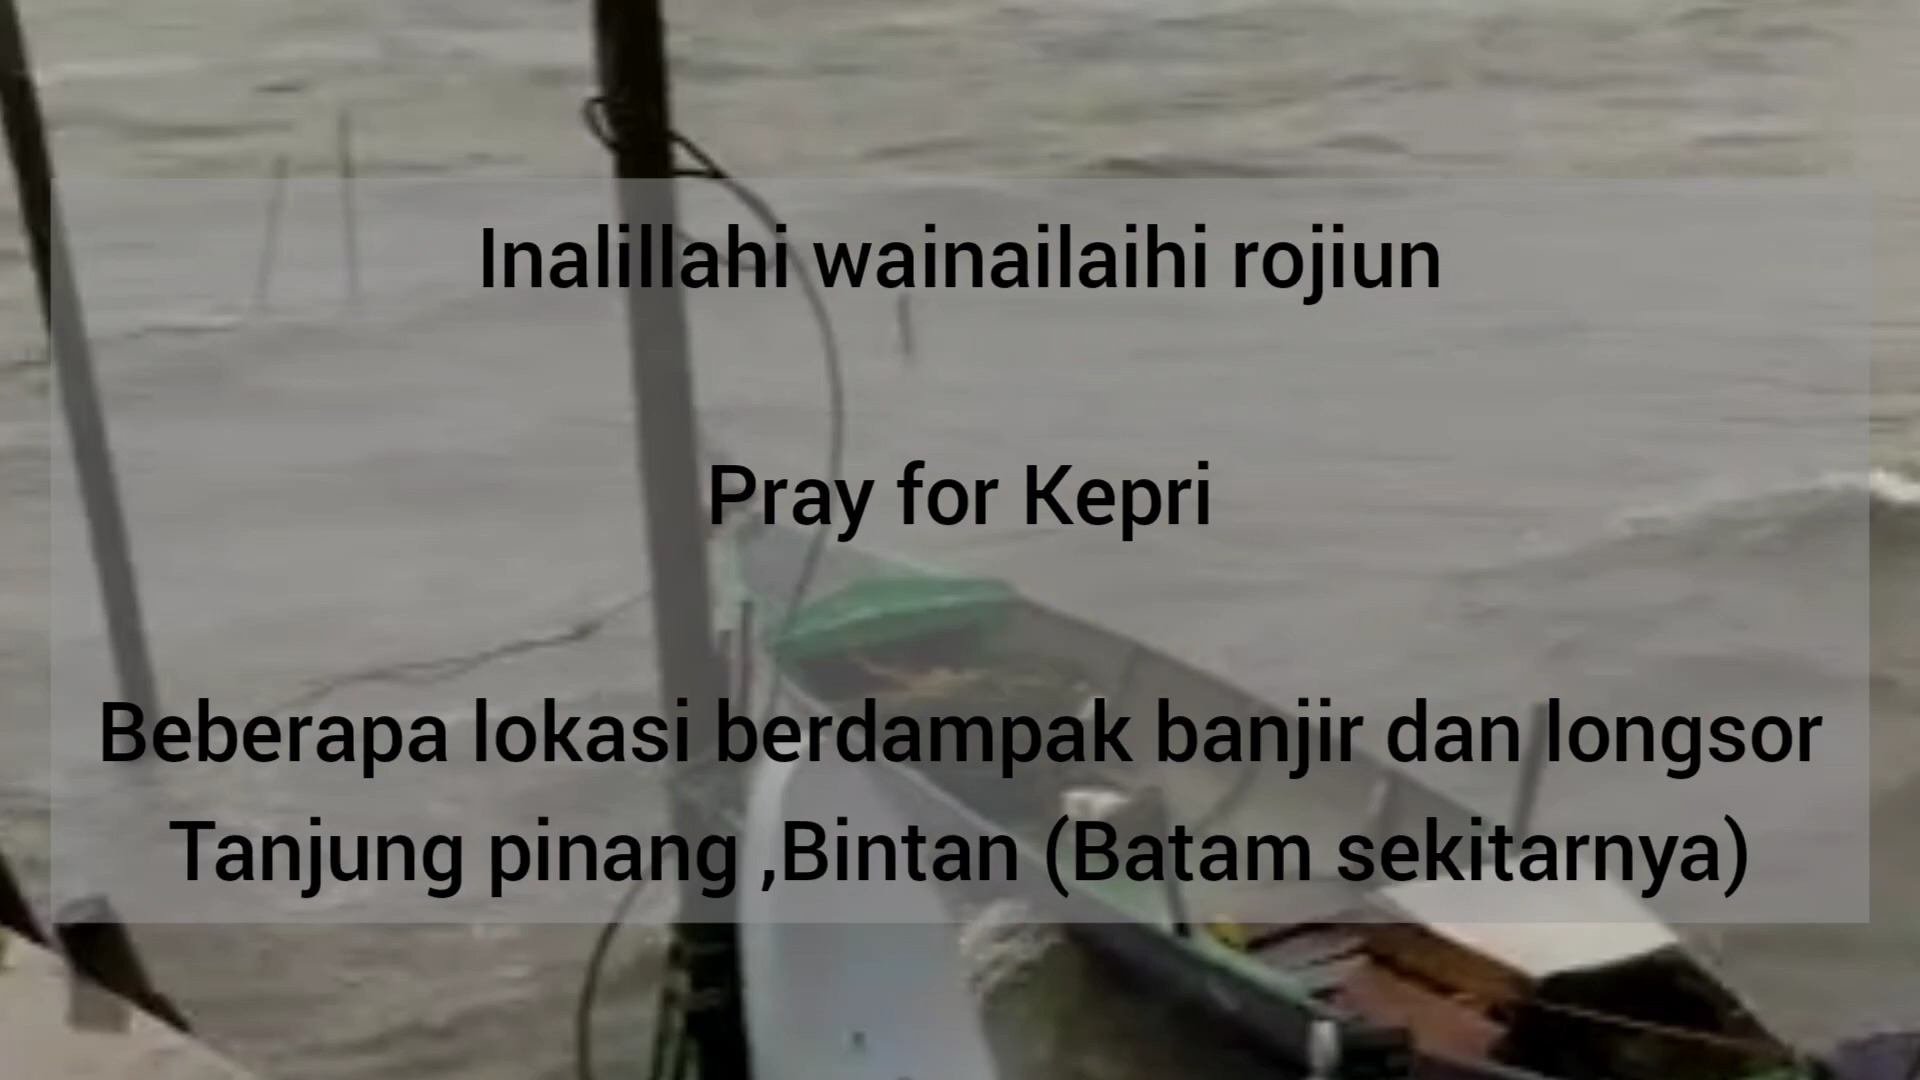 Inalillahi wainailaihi rojiun
Pray for Kepri
Beberapa lokasi berdampak banjir dan longsor
Tanjung pinang ,Bintan (Batam sekitarnya)